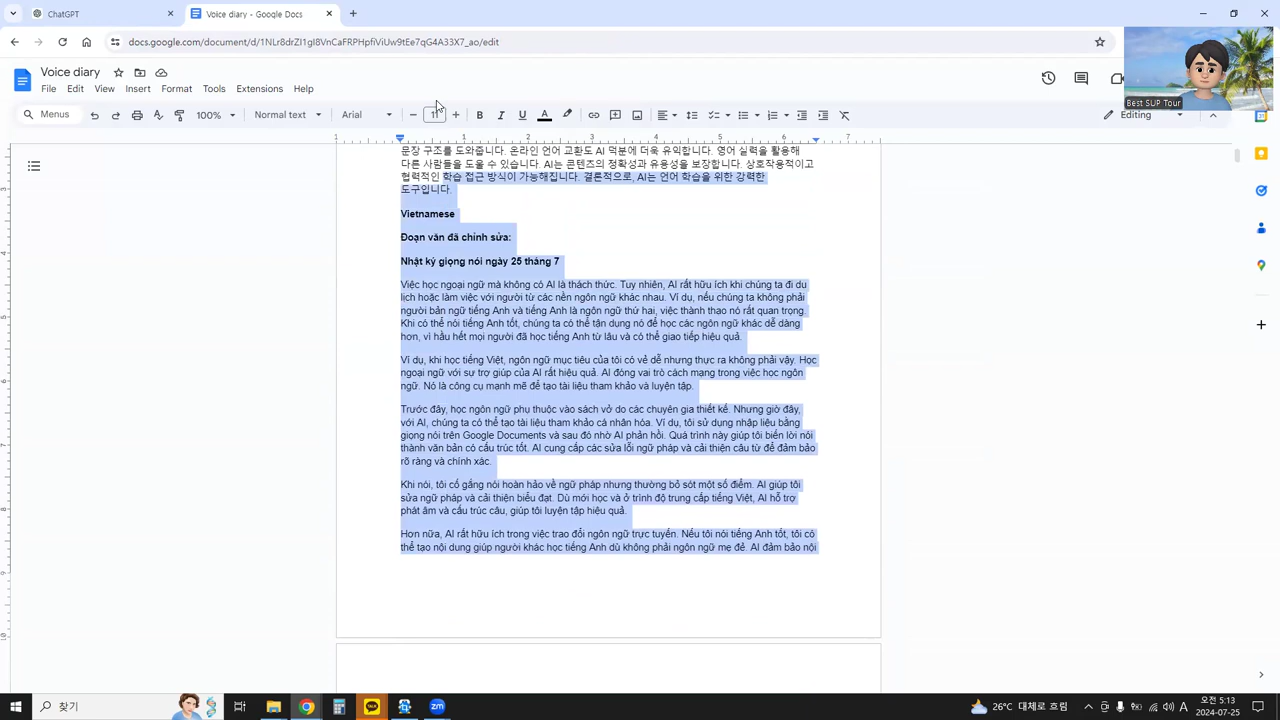 ChatGPT
Voice diary - Google Docs
docs.google.com/document/d/1NLr8drZI1gI8VnCaFRPHpfiViUw9tEe7qG4A33X7_ao/edit
Voice diary
File Edit View Insert Format Tools Extensions Help
Best SUP Tour
Menus 100% Normal text Arial 11 Editing
1 1 2 3 4 5 6 7
문장 구조를 도와줍니다. 온라인 언어 교환도 AI 덕분에 더욱 유익합니다. 영어 실력을 활용해
다른 사람들을 도울 수 있습니다. AI는 콘텐츠의 정확성과 유용성을 보장합니다. 상호작용적이고
협력적인 학습 접근 방식이 가능해집니다. 결론적으로, AI는 언어 학습을 위한 강력한
도구입니다.
Vietnamese
Đoạn văn đã chỉnh sửa:
Nhật ký giọng nói ngày 25 tháng 7
Việc học ngoại ngữ mà không có AI là thách thức. Tuy nhiên, AI rất hữu ích khi chúng ta đi du
lịch hoặc làm việc với người từ các nền ngôn ngữ khác nhau. Ví dụ, nếu chúng ta không phải
người bản ngữ tiếng Anh và tiếng Anh là ngôn ngữ thứ hai, việc thành thạo nó rất quan trọng.
Khi có thể nói tiếng Anh tốt, chúng ta có thể tận dụng nó để học các ngôn ngữ khác dễ dàng
hơn, vì hầu hết mọi người đã học tiếng Anh từ lâu và có thể giao tiếp hiệu quả.
Ví dụ, khi học tiếng Việt, ngôn ngữ mục tiêu của tôi có vẻ dễ nhưng thực ra không phải vậy. Học
ngoại ngữ với sự trợ giúp của AI rất hiệu quả. AI đóng vai trò cách mạng trong việc học ngôn
ngữ. Nó là công cụ mạnh mẽ để tạo tài liệu tham khảo và luyện tập.
Trước đây, học ngôn ngữ phụ thuộc vào sách vở do các chuyên gia thiết kế. Nhưng giờ đây,
với AI, chúng ta có thể tạo tài liệu tham khảo cá nhân hóa. Ví dụ, tôi sử dụng nhập liệu bằng
giọng nói trên Google Documents và sau đó nhờ AI phản hồi. Quá trình này giúp tôi biến lời nói
thành văn bản có cấu trúc tốt. AI cung cấp các sửa lỗi ngữ pháp và cải thiện câu từ để đảm bảo
rõ ràng và chính xác.
Khi nói, tôi cố gắng nói hoàn hảo về ngữ pháp nhưng thường bỏ sót một số điểm. AI giúp tôi
sửa ngữ pháp và cải thiện biểu đạt. Dù mới học và ở trình độ trung cấp tiếng Việt, AI hỗ trợ
phát âm và cấu trúc câu, giúp tôi luyện tập hiệu quả.
Hơn nữa, AI rất hữu ích trong việc trao đổi ngôn ngữ trực tuyến. Nếu tôi nói tiếng Anh tốt, tôi có
thể tạo nội dung giúp người khác học tiếng Anh dù không phải ngôn ngữ mẹ đẻ. AI đảm bảo nội
찾기
26°C 대체로 흐림
A
오전 5:13
2024-07-25